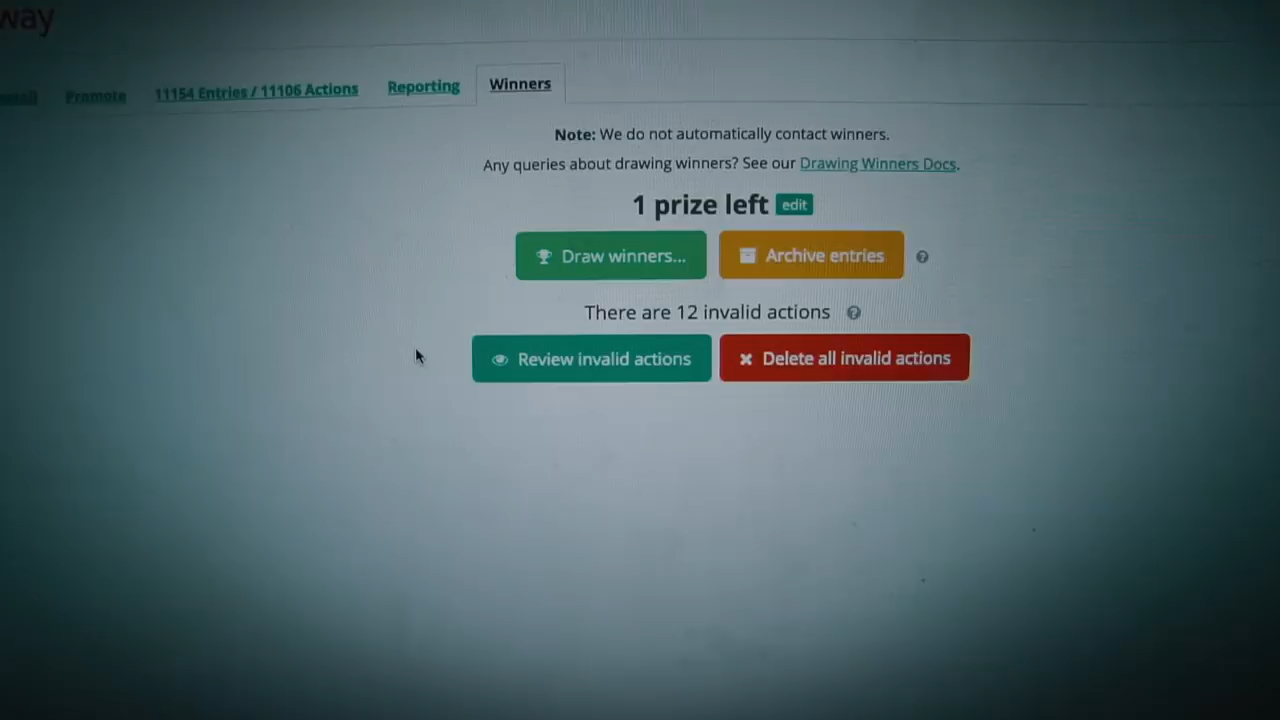 way
Promote 11154 Entries / 11106 Actions Reporting Winners
Note: We do not automatically contact winners.
Any queries about drawing winners? See our Drawing Winners Docs.
1 prize left edit
Draw winners... Archive entries ?
There are 12 invalid actions ?
Review invalid actions Delete all invalid actions